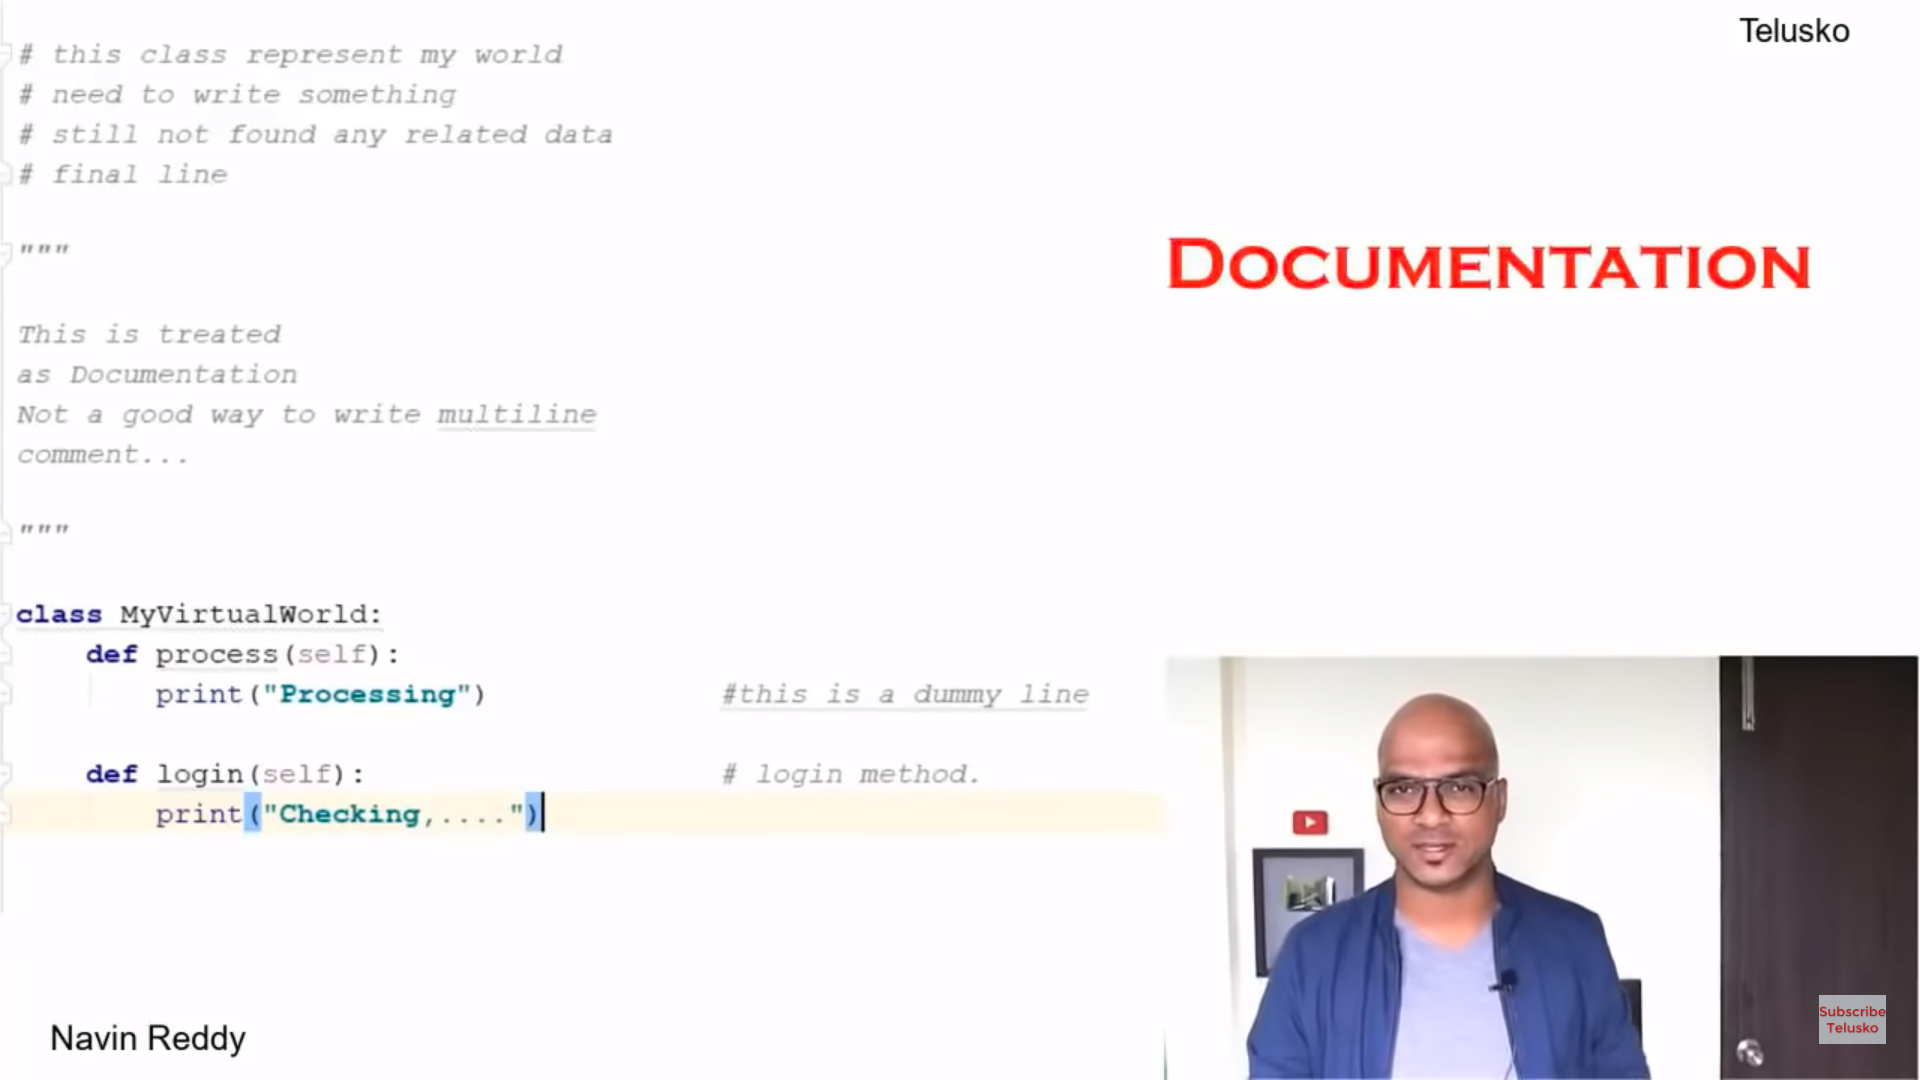 Telusko
# this class represent my world
# need to write something
# still not found any related data
# final line
"""
DOCUMENTATION
This is treated
as Documentation
Not a good way to write multiline
comment...
"""
class MyVirtualWorld:
def process(self):
print("Processing") #this is a dummy line
def login(self): # login method.
print("Checking,....")
Navin Reddy
Subscribe
Telusko